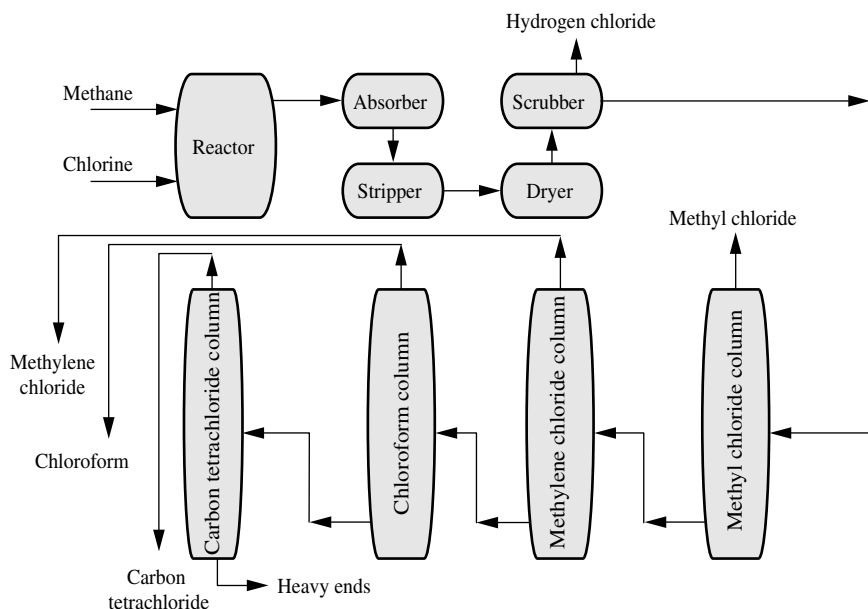 Hydrogen chloride
Methane
Absorber
Scrubber
Reactor
Chlorine
Stripper
Dryer
Methyl chloride
Carbon tetrachloride column
Chloroform column
Methylene chloride column
Methyl chloride column
Methylene
chloride
Chloroform
Carbon
tetrachloride
Heavy ends